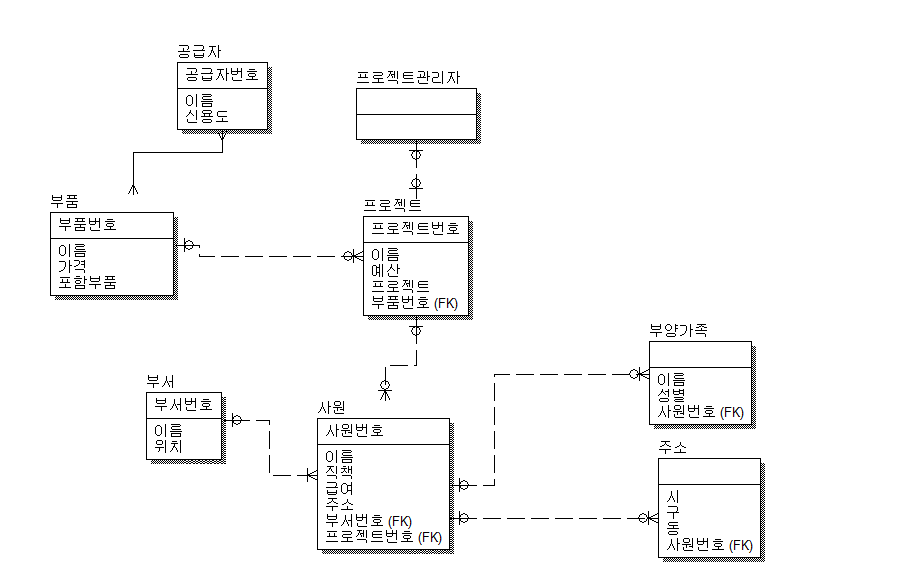 공급자
공급자번호
이름
신용도
프로젝트관리자
부품
부품번호
이름
가격
포함부품
프로젝트
프로젝트번호
이름
예산
프로젝트
부품번호 (FK)
부양가족
이름
성별
사원번호 (FK)
부서
부서번호
이름
위치
사원
사원번호
이름
직책
급여
주소
부서번호 (FK)
프로젝트번호 (FK)
주소
시
구
동
사원번호 (FK)